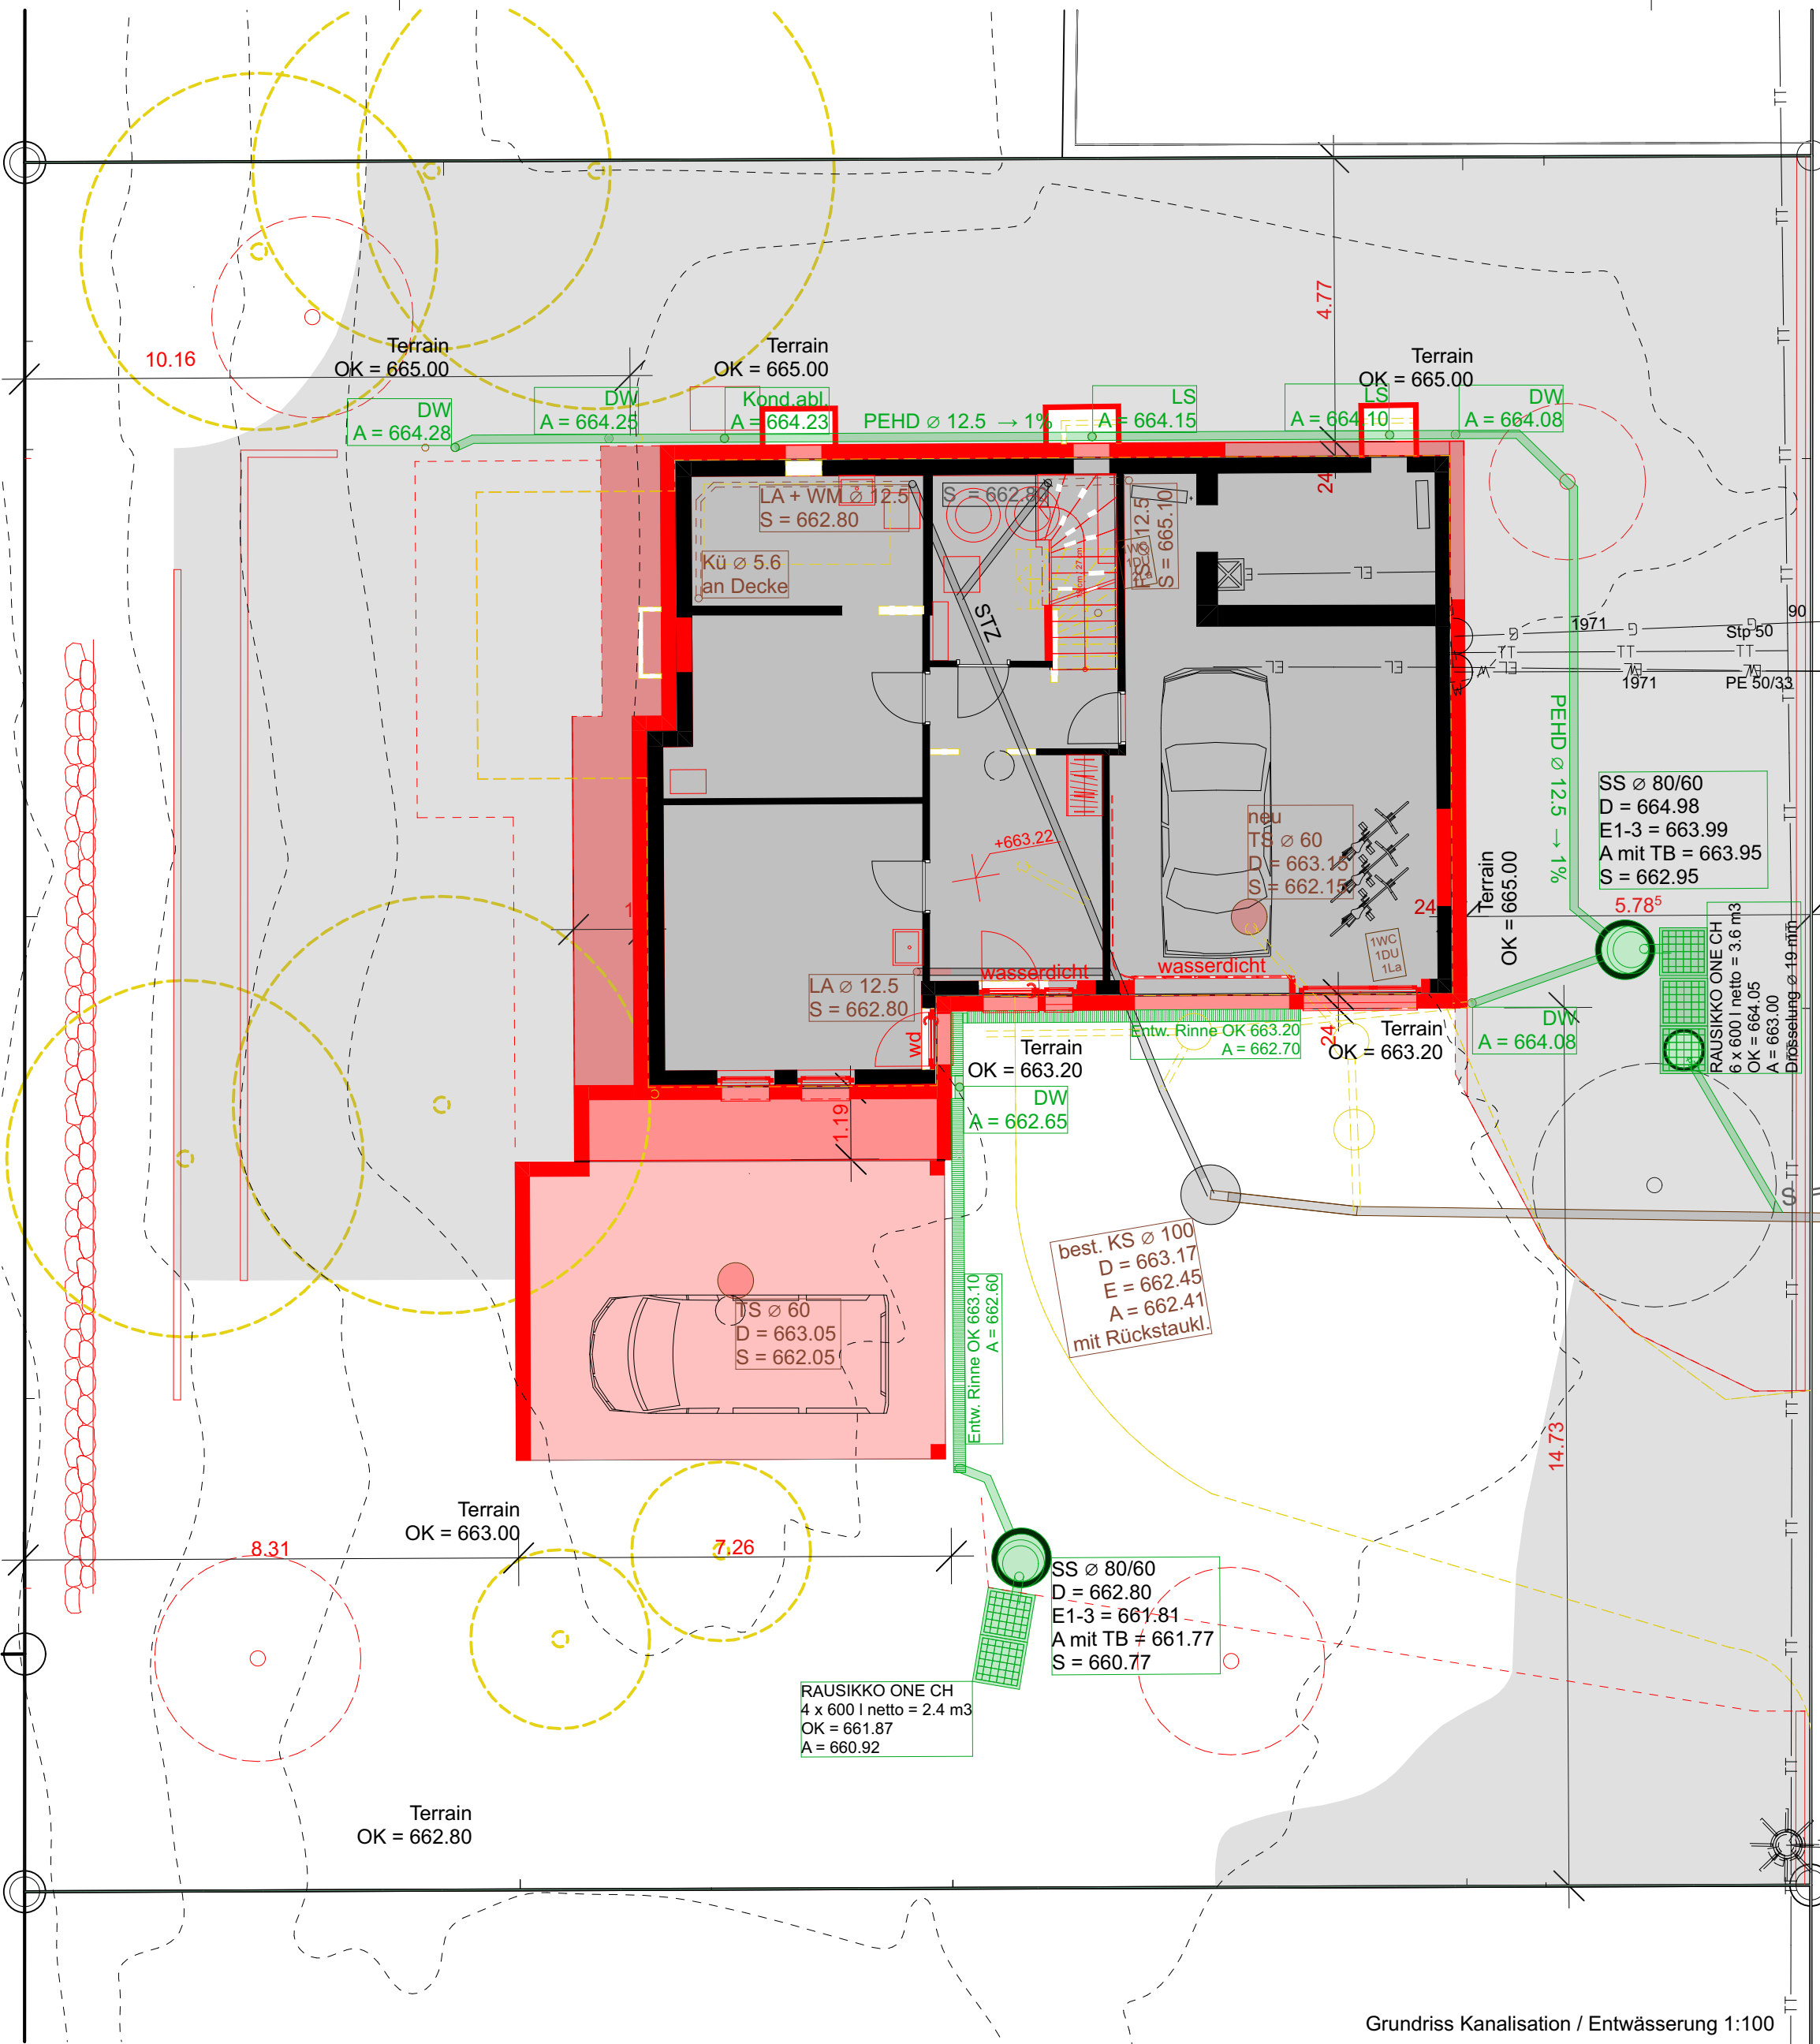 4.77
Terrain
OK = 665.00
Terrain
OK = 665.00
Terrain
OK = 665.00
10.16
DW
A = 664.28
DW
A = 664.25
Kond.abl.
A = 664.23
PEHD ⌀ 12.5 → 1%
LS
A = 664.15
LS
A = 664.10
DW
A = 664.08
24
LA + WM ⌀ 12.5
S = 662.80
S = 662.80
Kü ⌀ 5.6
an Decke
STZ
S = 665.10
1971
Stp 50
90
1971
PE 50/33
PEHD ⌀ 12.5 → 1%
SS ⌀ 80/60
D = 664.98
E1-3 = 663.99
A mit TB = 663.95
S = 662.95
neu
TS ⌀ 60
D = 663.15
S = 662.15
+663.22
24
Terrain
OK = 665.00
5.78⁵
RAUSIKKO ONE CH
6 x 600 l netto = 3.6 m3
OK = 664.05
A = 663.00
Drosselung ⌀ 19 mm
1WC
1DU
1La
wasserdicht
wasserdicht
LA ⌀ 12.5
S = 662.80
wd
Entw. Rinne OK 663.20
A = 662.70
24
Terrain
OK = 663.20
Terrain
OK = 663.20
DW
A = 664.08
DW
A = 662.65
1.19
S
best. KS ⌀ 100
D = 663.17
E = 662.45
A = 662.41
mit Rückstaukl.
TS ⌀ 60
D = 663.05
S = 662.05
Entw. Rinne OK 663.10
A = 662.60
14.73
Terrain
OK = 663.00
8.31
7.26
SS ⌀ 80/60
D = 662.80
E1-3 = 661.81
A mit TB = 661.77
S = 660.77
RAUSIKKO ONE CH
4 x 600 l netto = 2.4 m3
OK = 661.87
A = 660.92
Terrain
OK = 662.80
Grundriss Kanalisation / Entwässerung 1:100